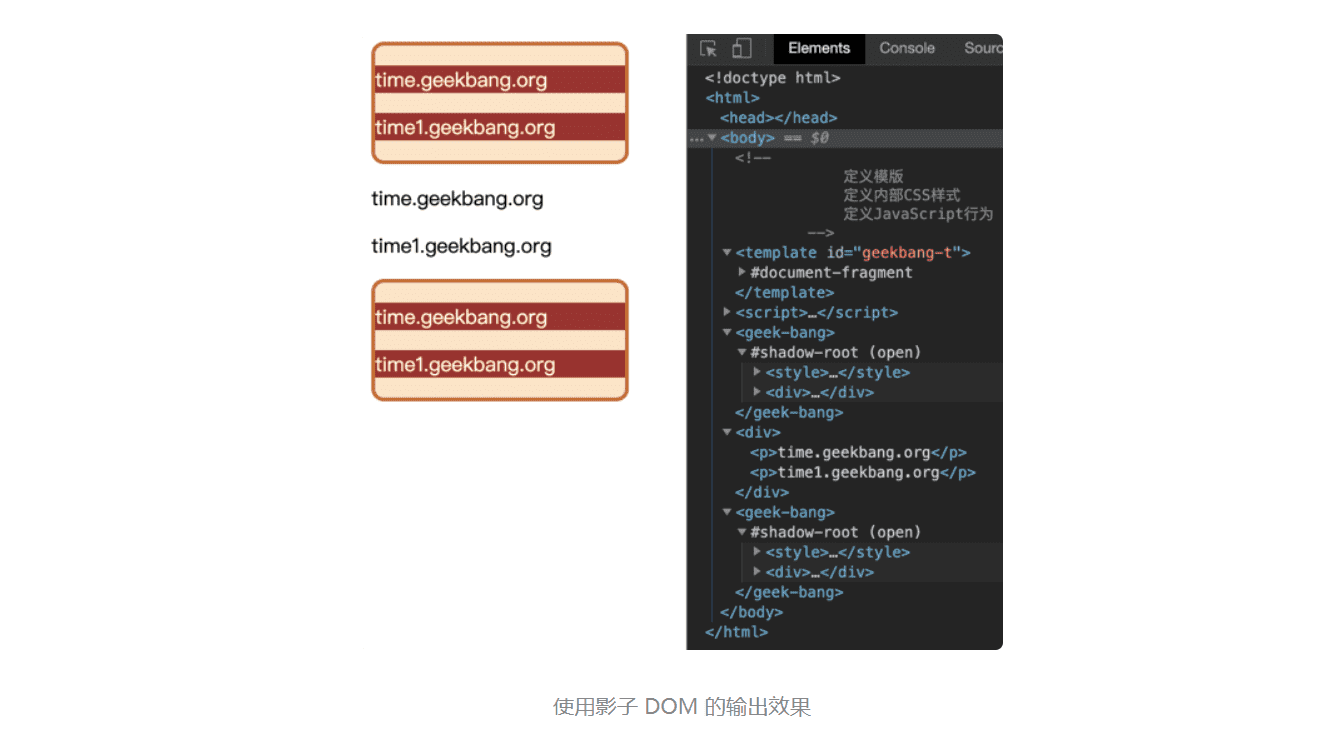 time.geekbang.org
time1.geekbang.org
time.geekbang.org
time1.geekbang.org
time.geekbang.org
time1.geekbang.org
Elements Console Sourc
<!doctype html>
<html>
<head></head>
… <body> == $0
<!--
定义模版
定义内部CSS样式
定义JavaScript行为
-->
<template id="geekbang-t">
#document-fragment
</template>
<script>…</script>
<geek-bang>
#shadow-root (open)
<style>…</style>
<div>…</div>
</geek-bang>
<div>
<p>time.geekbang.org</p>
<p>time1.geekbang.org</p>
</div>
<geek-bang>
#shadow-root (open)
<style>…</style>
<div>…</div>
</geek-bang>
</body>
</html>
使用影子 DOM 的输出效果